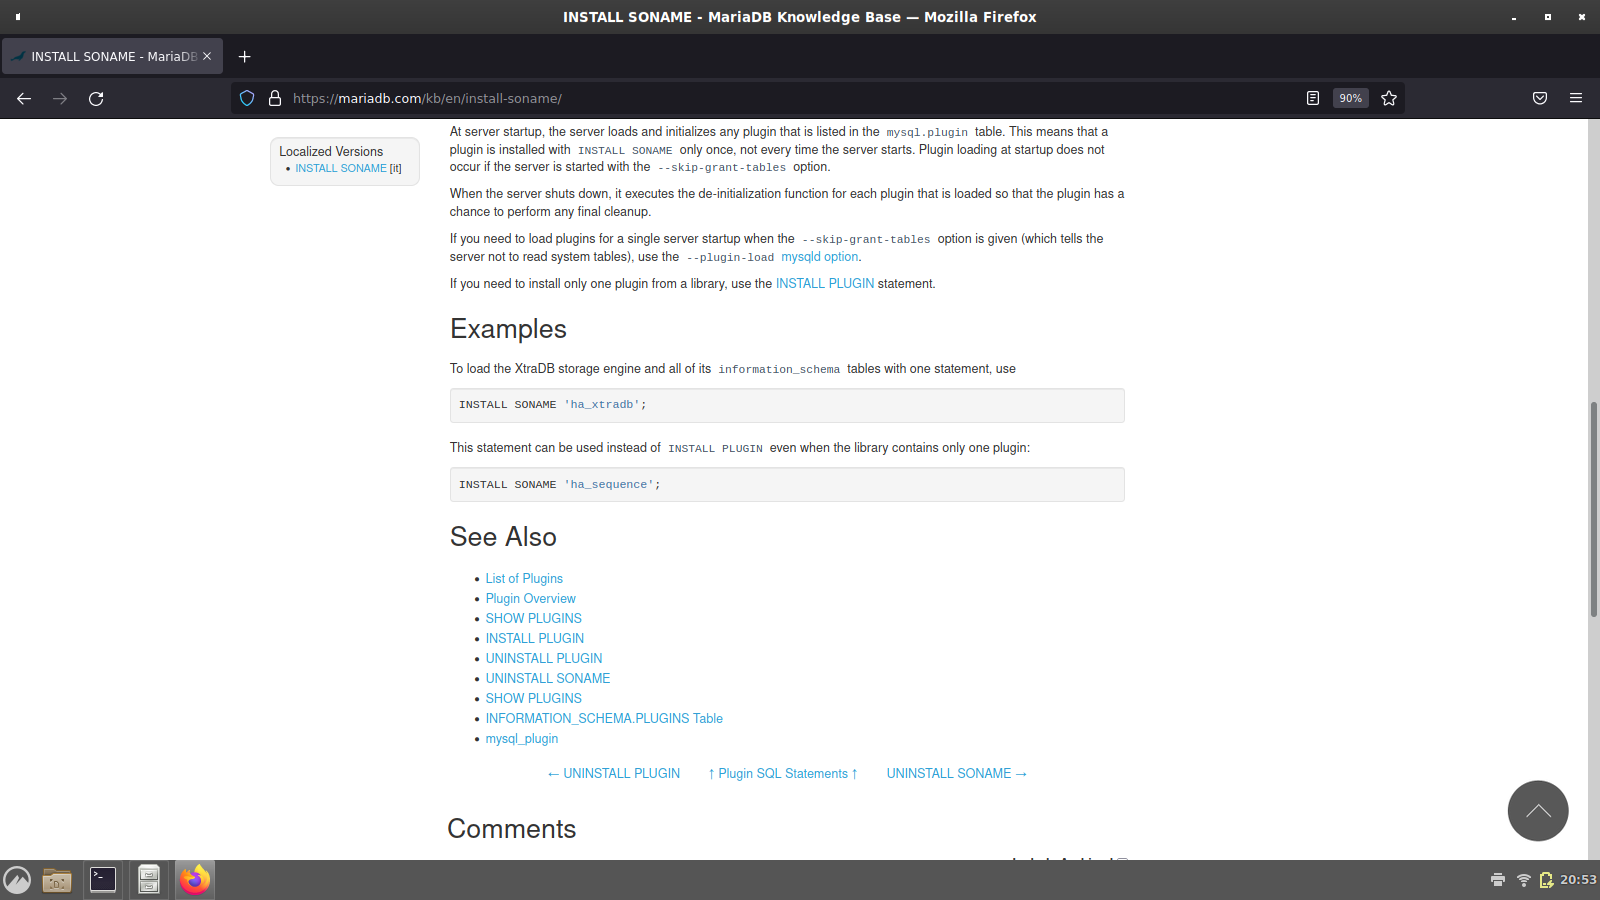 INSTALL SONAME - MariaDB Knowledge Base — Mozilla Firefox
INSTALL SONAME - MariaDB
https://mariadb.com/kb/en/install-soname/
90%
Localized Versions
• INSTALL SONAME [it]
At server startup, the server loads and initializes any plugin that is listed in the mysql.plugin table. This means that a
plugin is installed with INSTALL SONAME only once, not every time the server starts. Plugin loading at startup does not
occur if the server is started with the --skip-grant-tables option.
When the server shuts down, it executes the de-initialization function for each plugin that is loaded so that the plugin has a
chance to perform any final cleanup.
If you need to load plugins for a single server startup when the --skip-grant-tables option is given (which tells the
server not to read system tables), use the --plugin-load mysqld option.
If you need to install only one plugin from a library, use the INSTALL PLUGIN statement.
Examples
To load the XtraDB storage engine and all of its information_schema tables with one statement, use
INSTALL SONAME 'ha_xtradb';
This statement can be used instead of INSTALL PLUGIN even when the library contains only one plugin:
INSTALL SONAME 'ha_sequence';
See Also
• List of Plugins
• Plugin Overview
• SHOW PLUGINS
• INSTALL PLUGIN
• UNINSTALL PLUGIN
• UNINSTALL SONAME
• SHOW PLUGINS
• INFORMATION_SCHEMA.PLUGINS Table
• mysql_plugin
← UNINSTALL PLUGIN ↑ Plugin SQL Statements ↑ UNINSTALL SONAME →
Comments
20:53